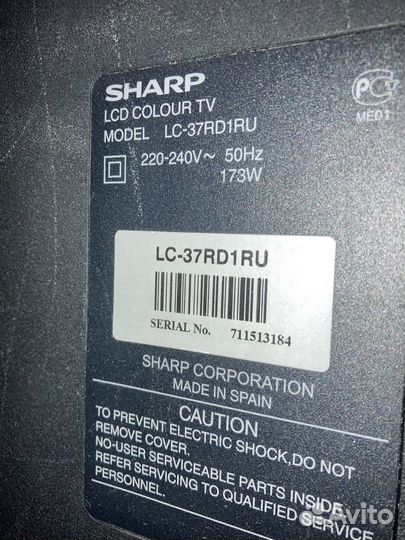 SHARP
LCD COLOUR TV
MODEL LC-37RD1RU
220-240V~ 50Hz
173W
PC
ME01
LC-37RD1RU
SERIAL No. 711513184
SHARP CORPORATION
MADE IN SPAIN
CAUTION
TO PREVENT ELECTRIC SHOCK,DO NOT
REMOVE COVER.
NO-USER SERVICEABLE PARTS INSIDE.
REFER SERVICING TO QUALIFIED SERVICE
PERSONNEL.
Avito